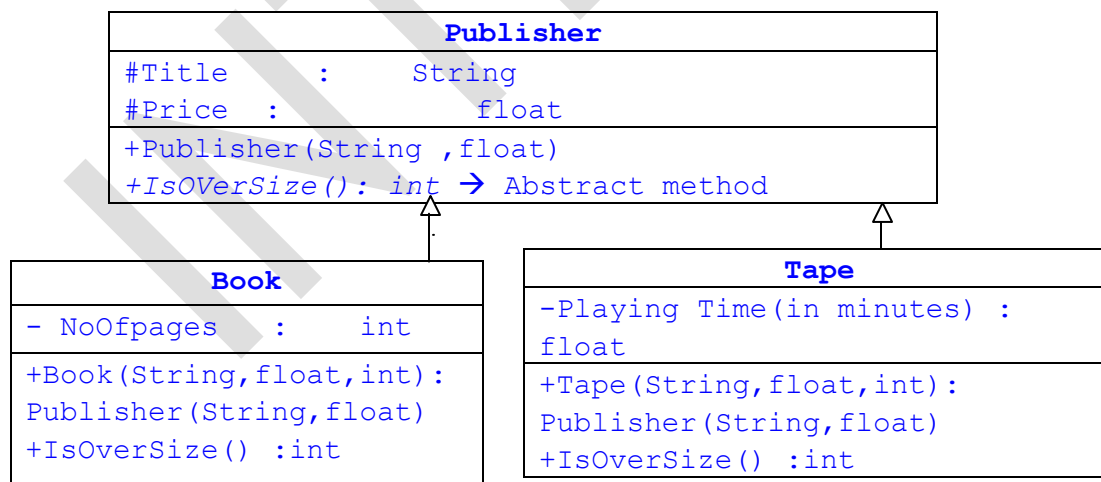 Publisher
#Title : String
#Price : float
+Publisher(String ,float)
+IsOVerSize(): int → Abstract method
Book
- NoOfpages : int
+Book(String,float,int):
Publisher(String,float)
+IsOverSize() :int
Tape
-Playing Time(in minutes) :
float
+Tape(String,float,int):
Publisher(String,float)
+IsOverSize() :int